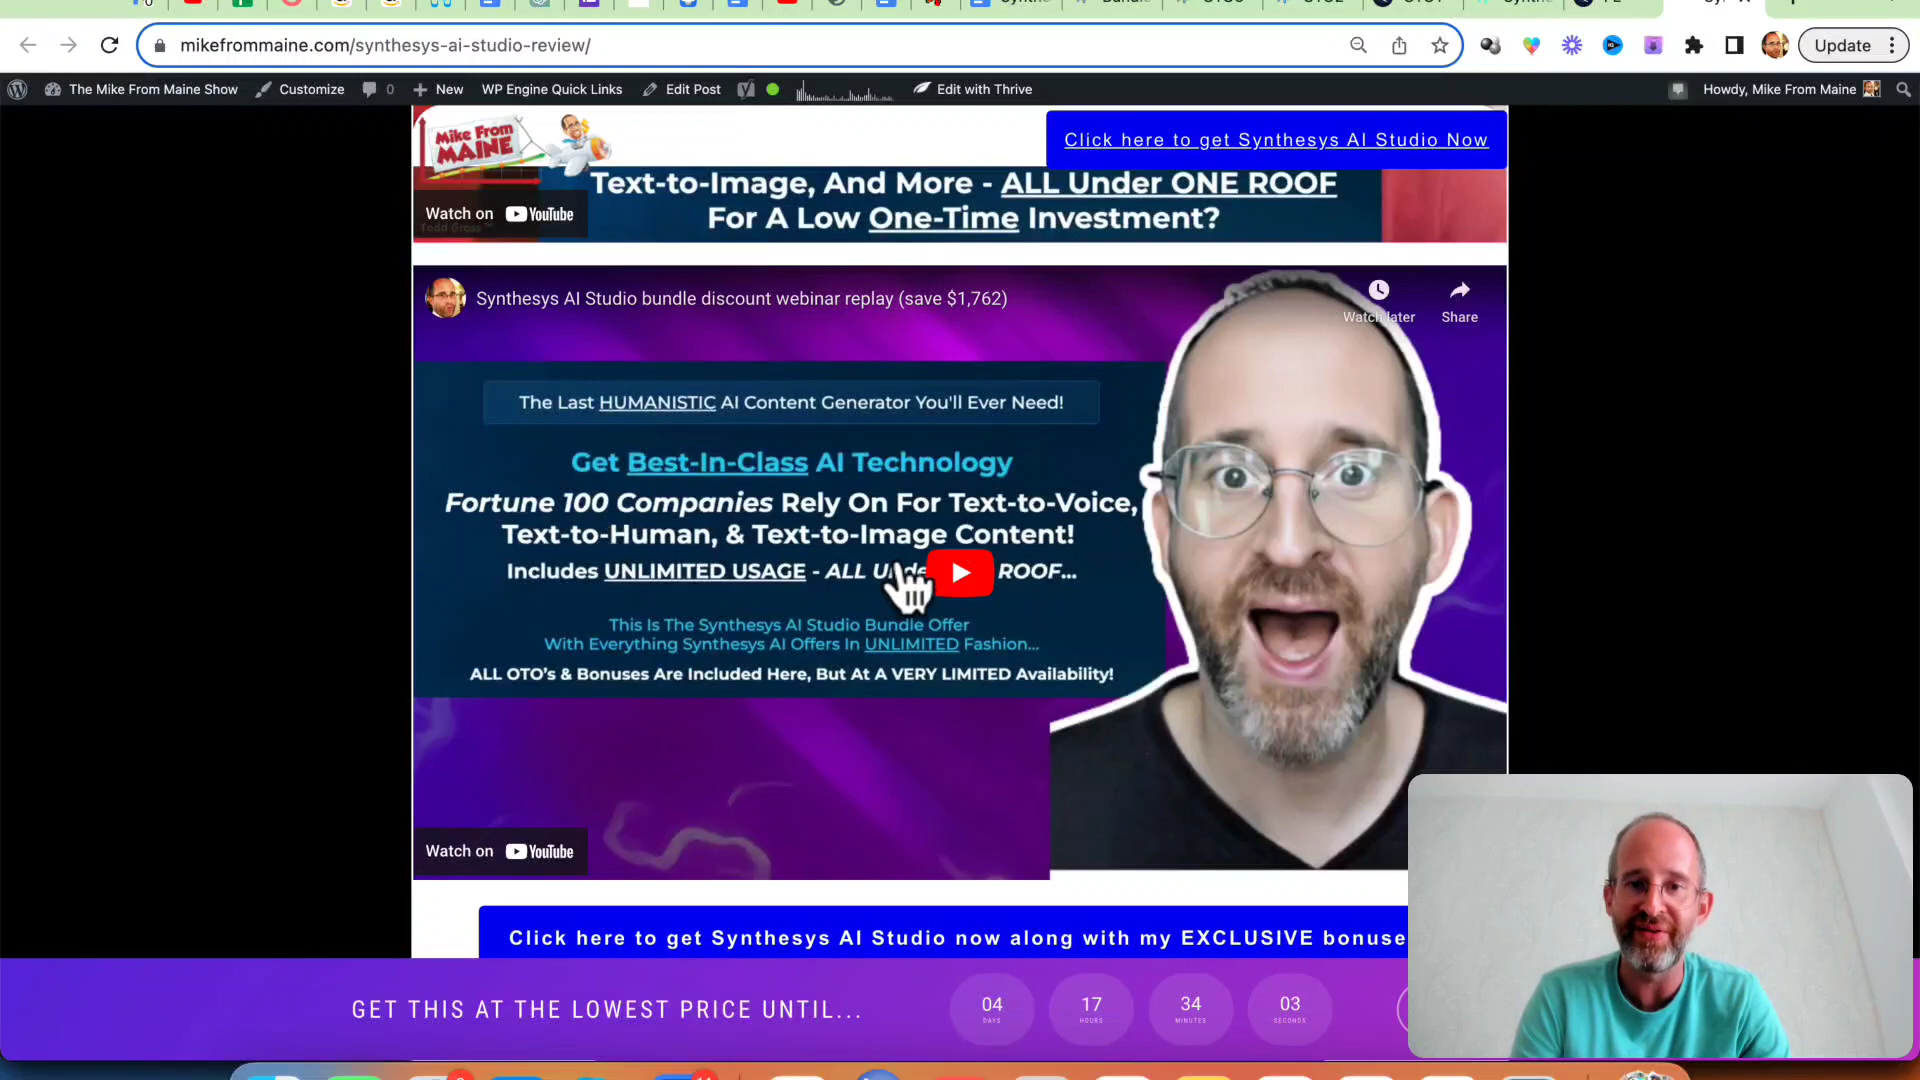 mikefrommaine.com/synthesys-ai-studio-review/
Update
The Mike From Maine Show
Customize
0
New
WP Engine Quick Links
Edit Post
Edit with Thrive
Howdy, Mike From Maine
Mike From
MAINE
Click here to get Synthesys AI Studio Now
Text-to-Image, And More - ALL Under ONE ROOF
For A Low One-Time Investment?
Watch on YouTube
Todd Gross
Synthesys AI Studio bundle discount webinar replay (save $1,762)
Watch later
Share
The Last HUMANISTIC AI Content Generator You'll Ever Need!
Get Best-In-Class AI Technology
Fortune 100 Companies Rely On For Text-to-Voice,
Text-to-Human, & Text-to-Image Content!
Includes UNLIMITED USAGE - ALL ROOF...
This Is The Synthesys AI Studio Bundle Offer
With Everything Synthesys AI Offers In UNLIMITED Fashion...
ALL OTO's & Bonuses Are Included Here, But At A VERY LIMITED Availability!
Watch on YouTube
Click here to get Synthesys AI Studio now along with my EXCLUSIVE bonuse
GET THIS AT THE LOWEST PRICE UNTIL...
04
DAYS
17
HOURS
34
MINUTES
03
SECONDS